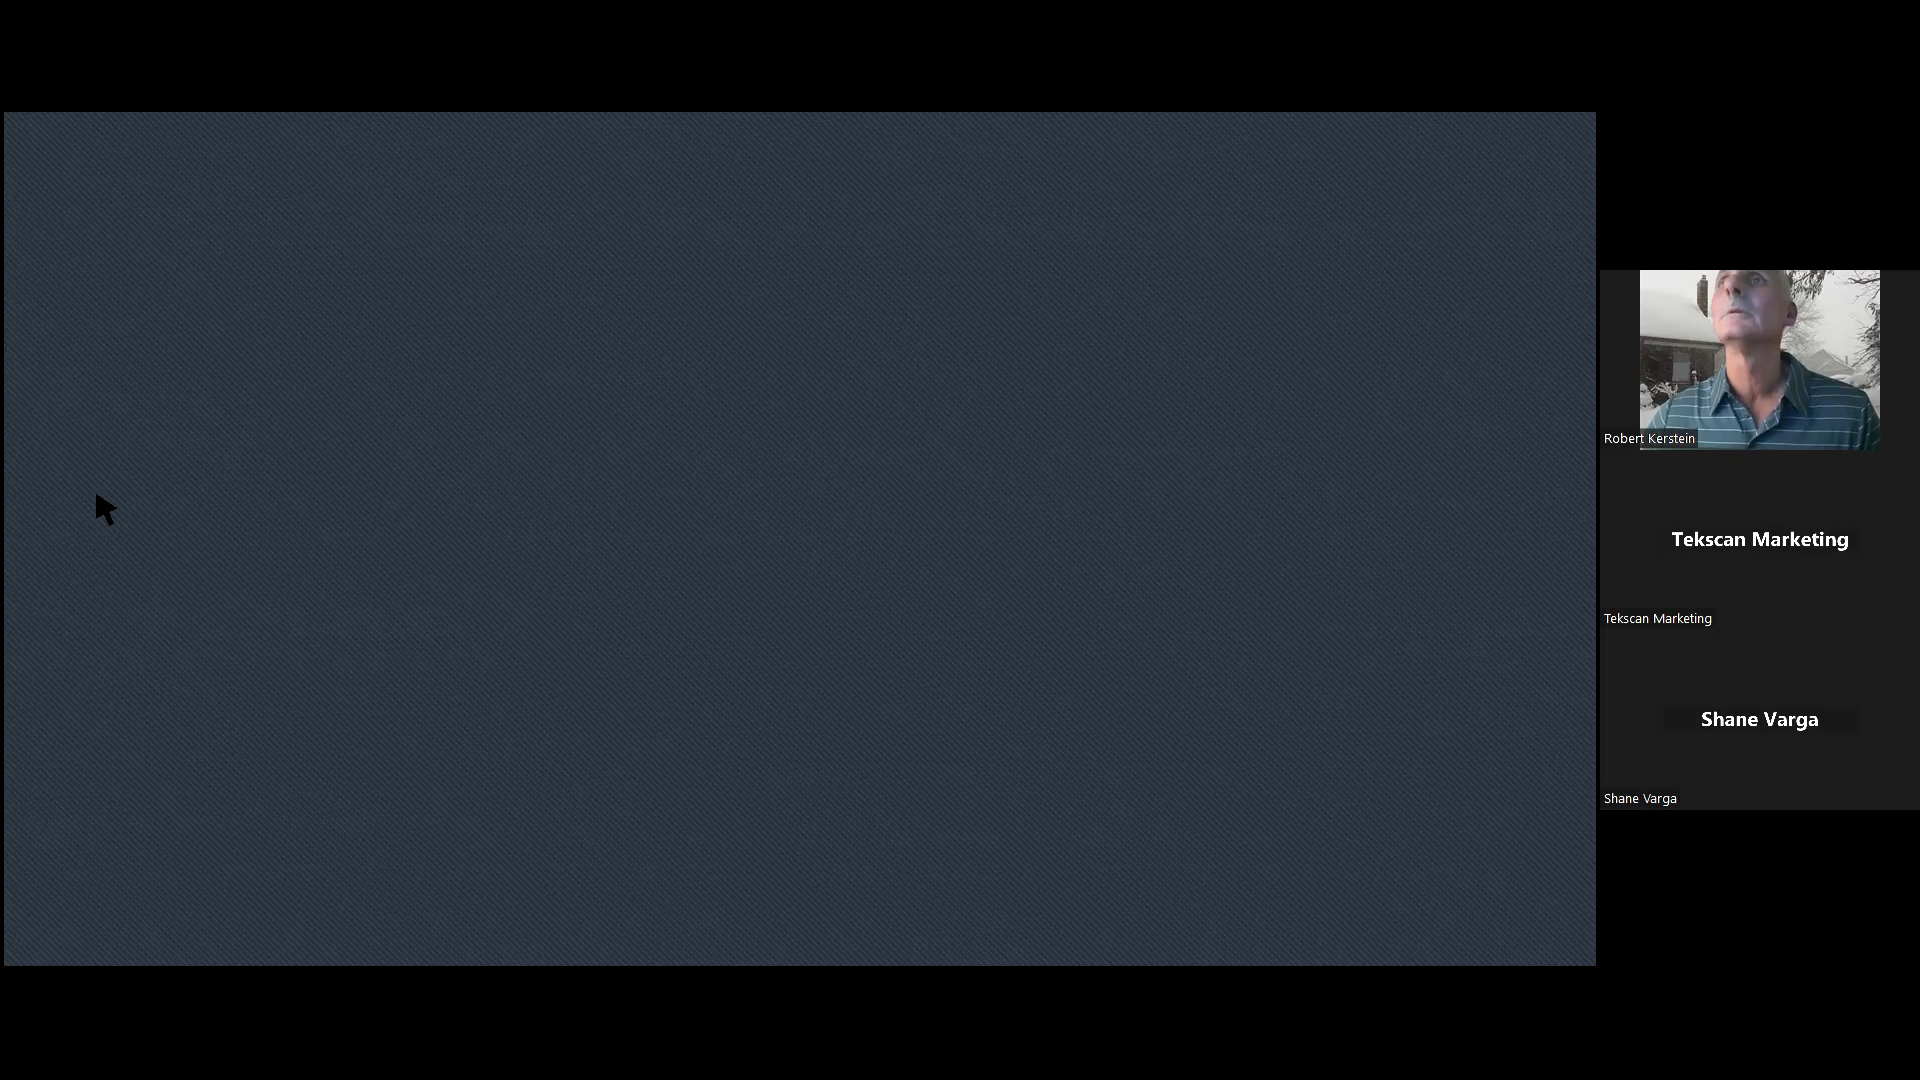 Robert Kerstein
Tekscan Marketing
Tekscan Marketing
Shane Varga
Shane Varga